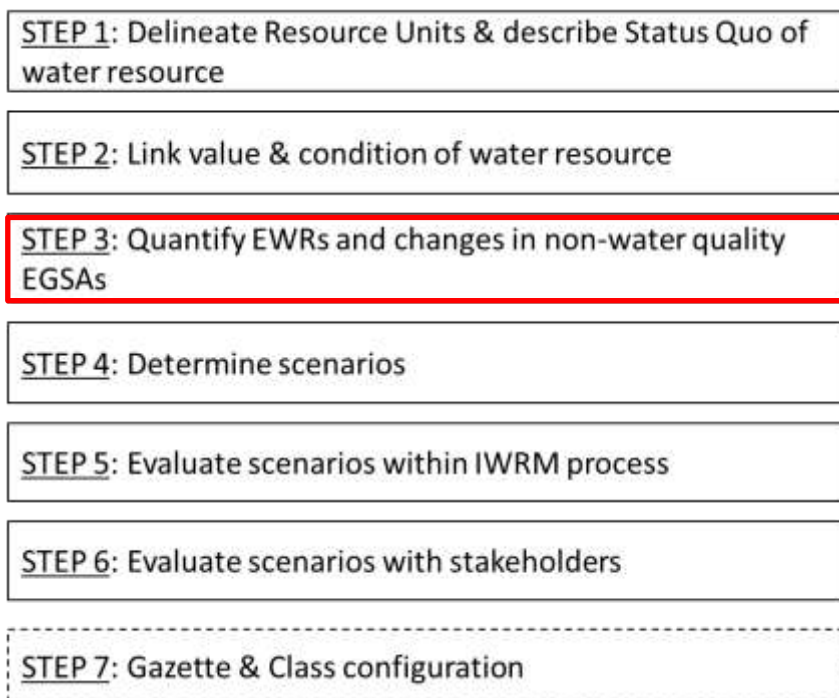 STEP 1: Delineate Resource Units & describe Status Quo of
water resource
STEP 2: Link value & condition of water resource
STEP 3: Quantify EWRs and changes in non-water quality
EGSAs
STEP 4: Determine scenarios
STEP 5: Evaluate scenarios within IWRM process
STEP 6: Evaluate scenarios with stakeholders
STEP 7: Gazette & Class configuration